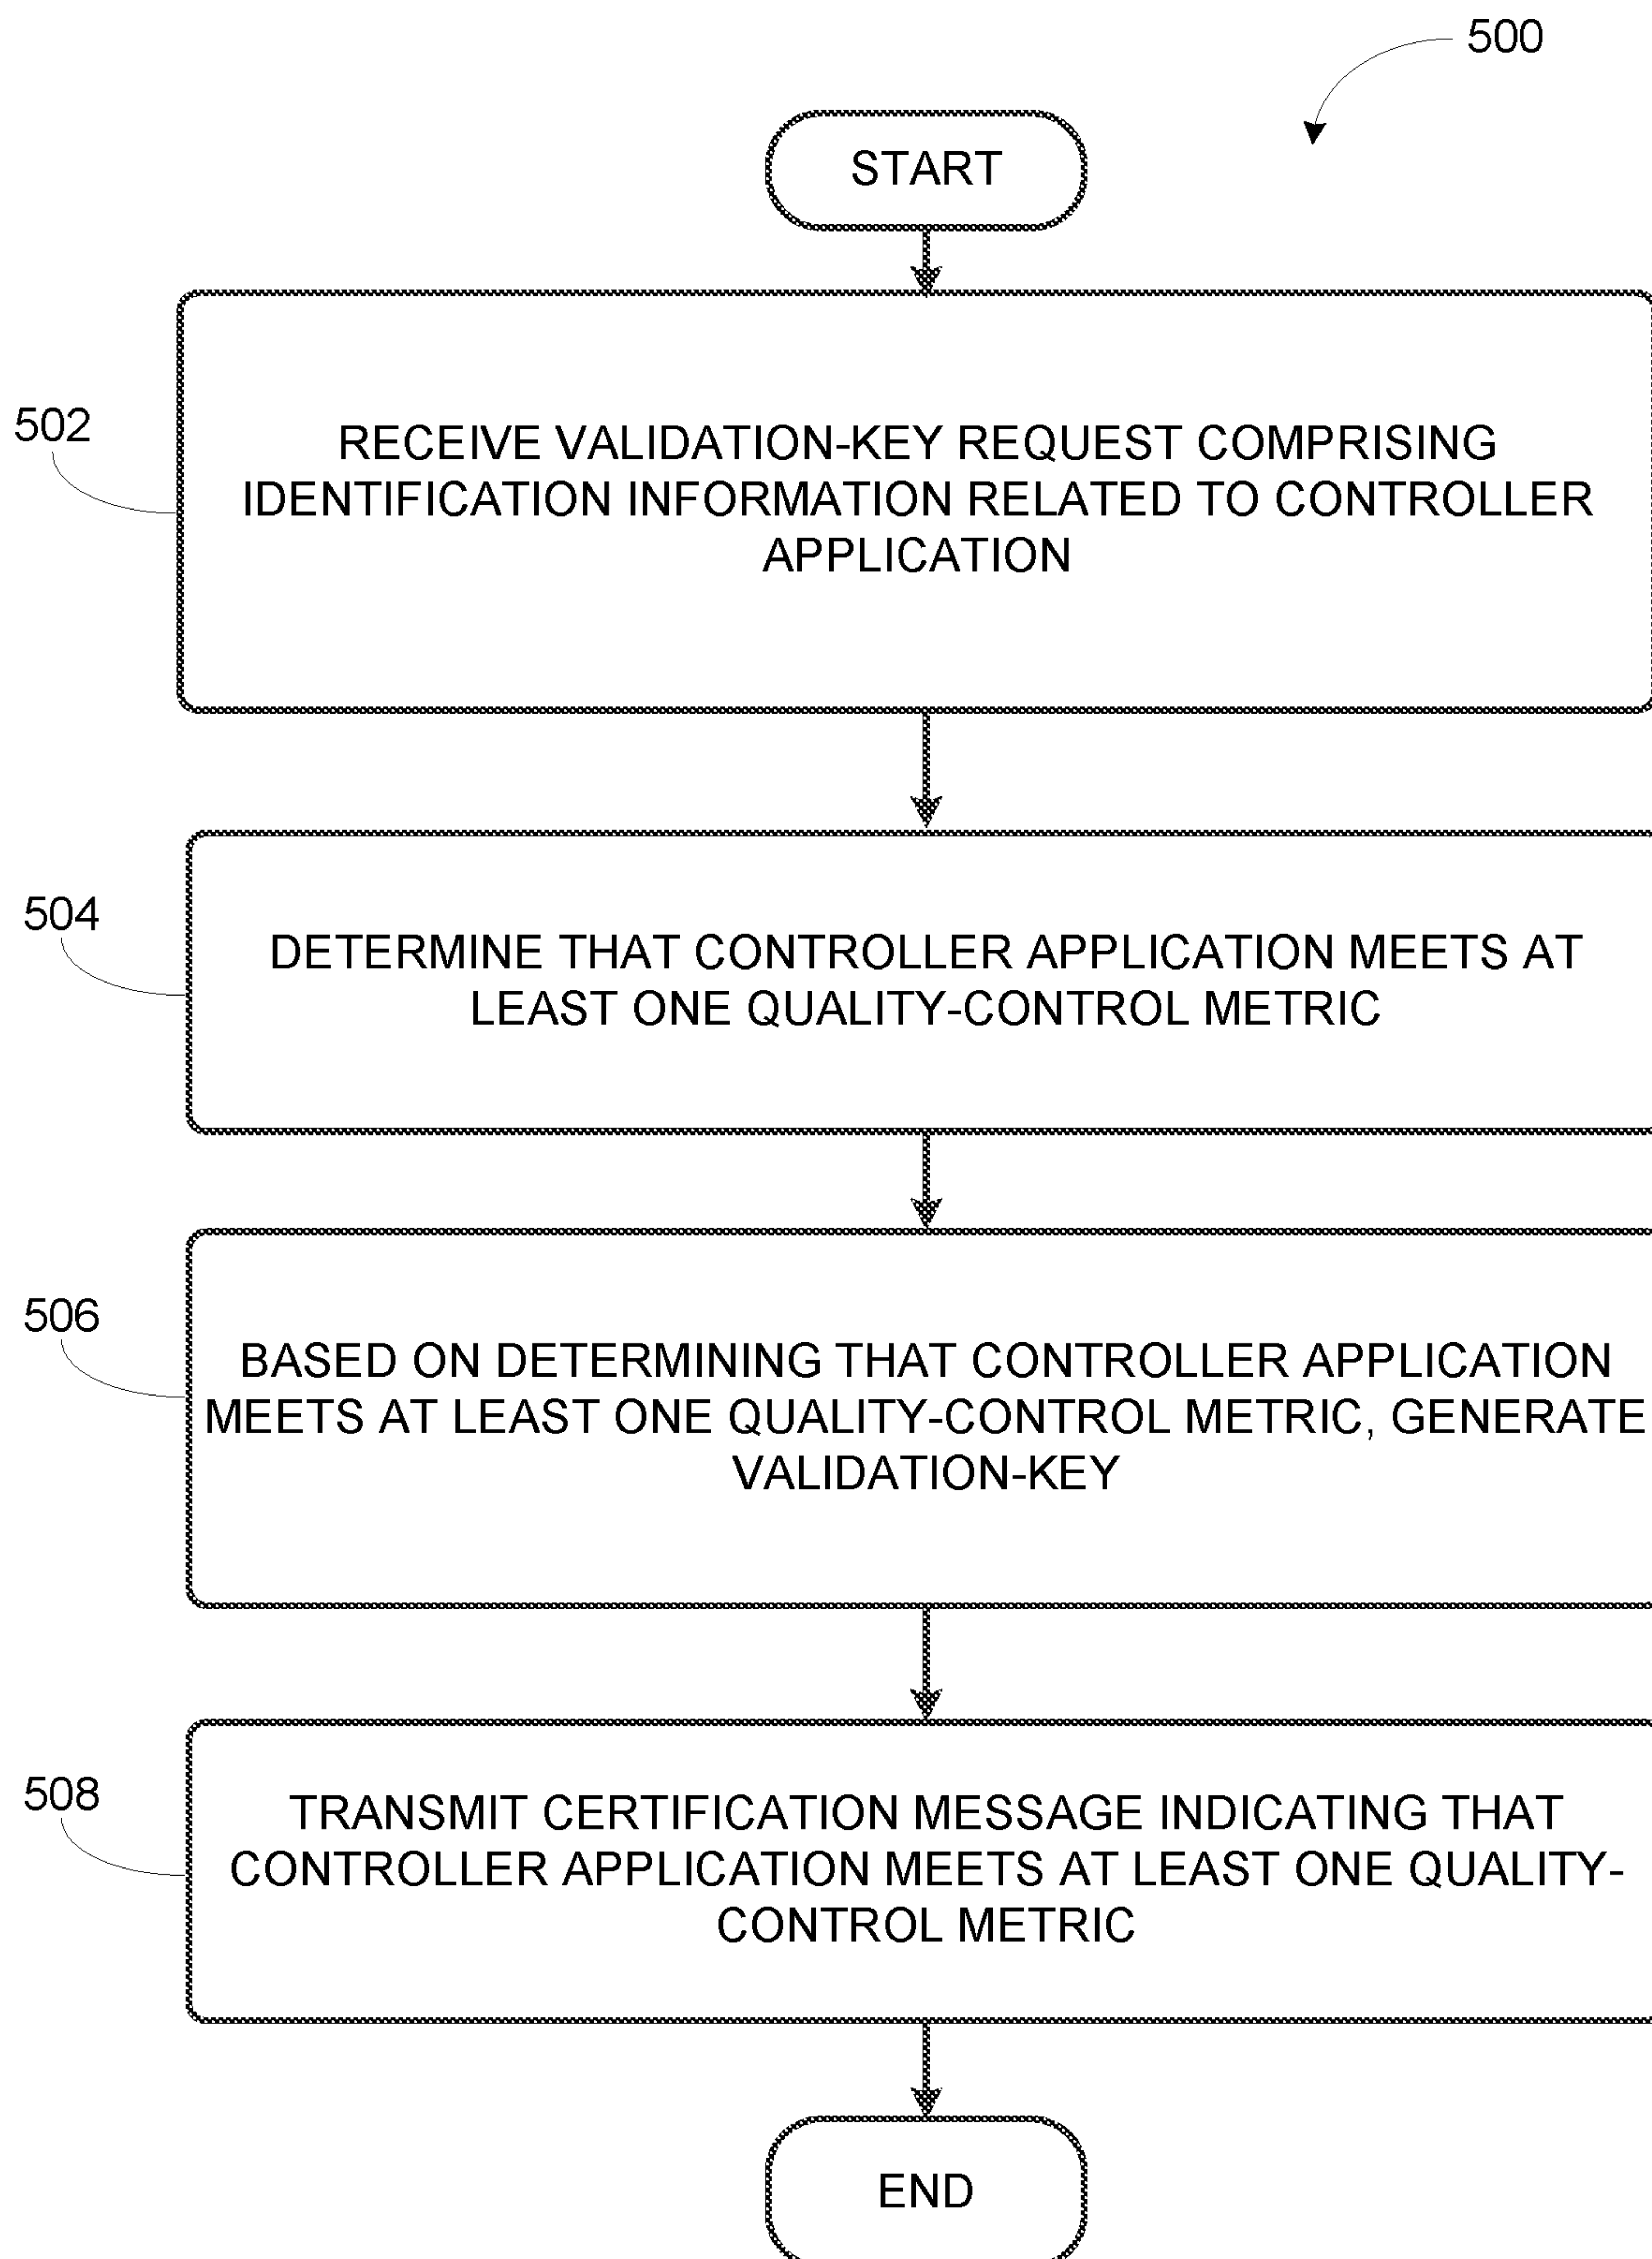 500
START
502
RECEIVE VALIDATION-KEY REQUEST COMPRISING
IDENTIFICATION INFORMATION RELATED TO CONTROLLER
APPLICATION
504
DETERMINE THAT CONTROLLER APPLICATION MEETS AT
LEAST ONE QUALITY-CONTROL METRIC
506
BASED ON DETERMINING THAT CONTROLLER APPLICATION
MEETS AT LEAST ONE QUALITY-CONTROL METRIC, GENERATE
VALIDATION-KEY
508
TRANSMIT CERTIFICATION MESSAGE INDICATING THAT
CONTROLLER APPLICATION MEETS AT LEAST ONE QUALITY-
CONTROL METRIC
END